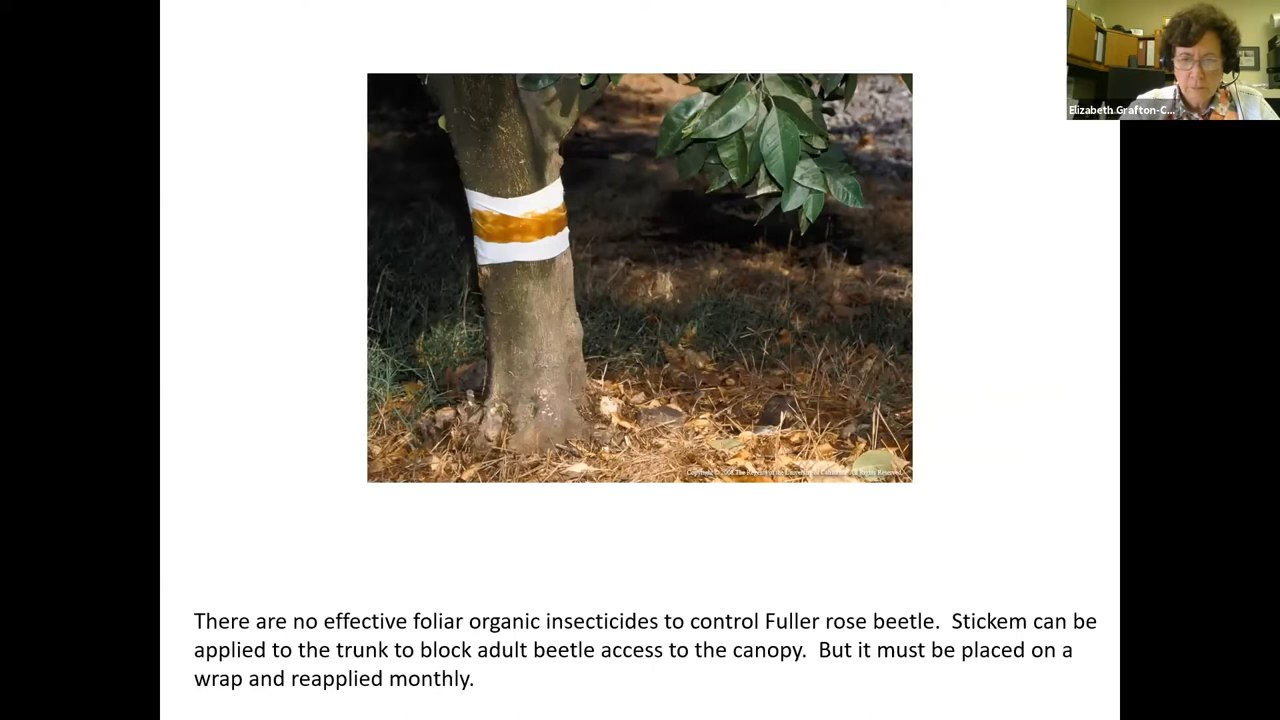 Elizabeth Grafton-C...
There are no effective foliar organic insecticides to control Fuller rose beetle.  Stickem can be
applied to the trunk to block adult beetle access to the canopy.  But it must be placed on a
wrap and reapplied monthly.